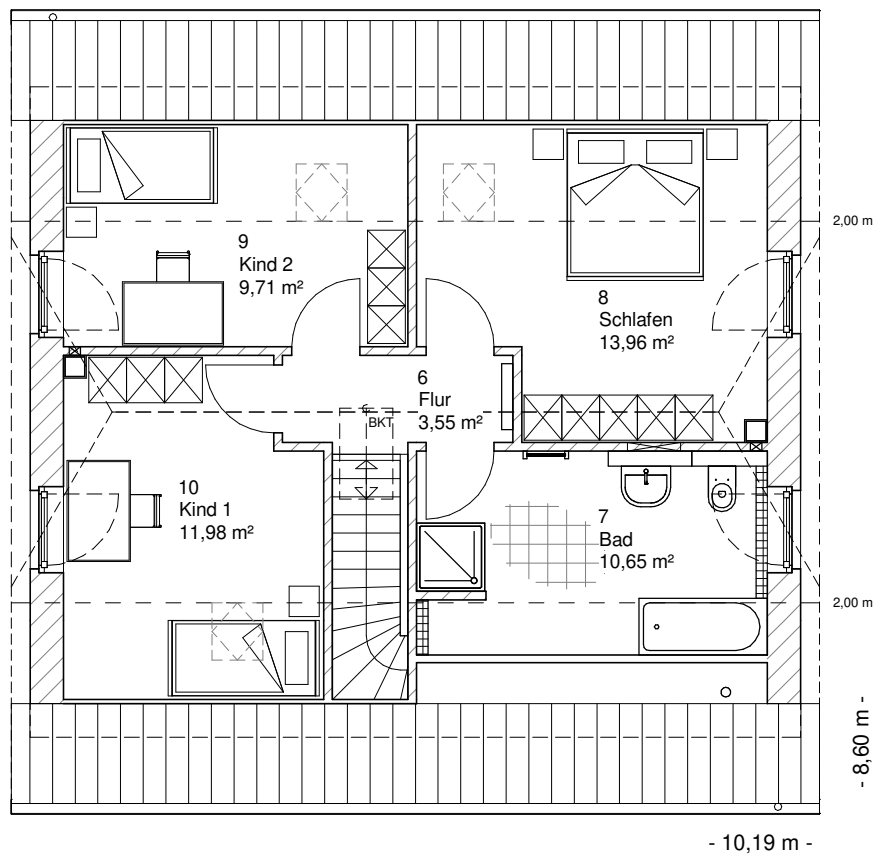 2,00 m
9
Kind 2
9,71 m²
8
Schlafen
13,96 m²
6
Flur
3,55 m²
BKT
10
Kind 1
11,98 m²
7
Bad
10,65 m²
2,00 m
- 8,60 m -
- 10,19 m -